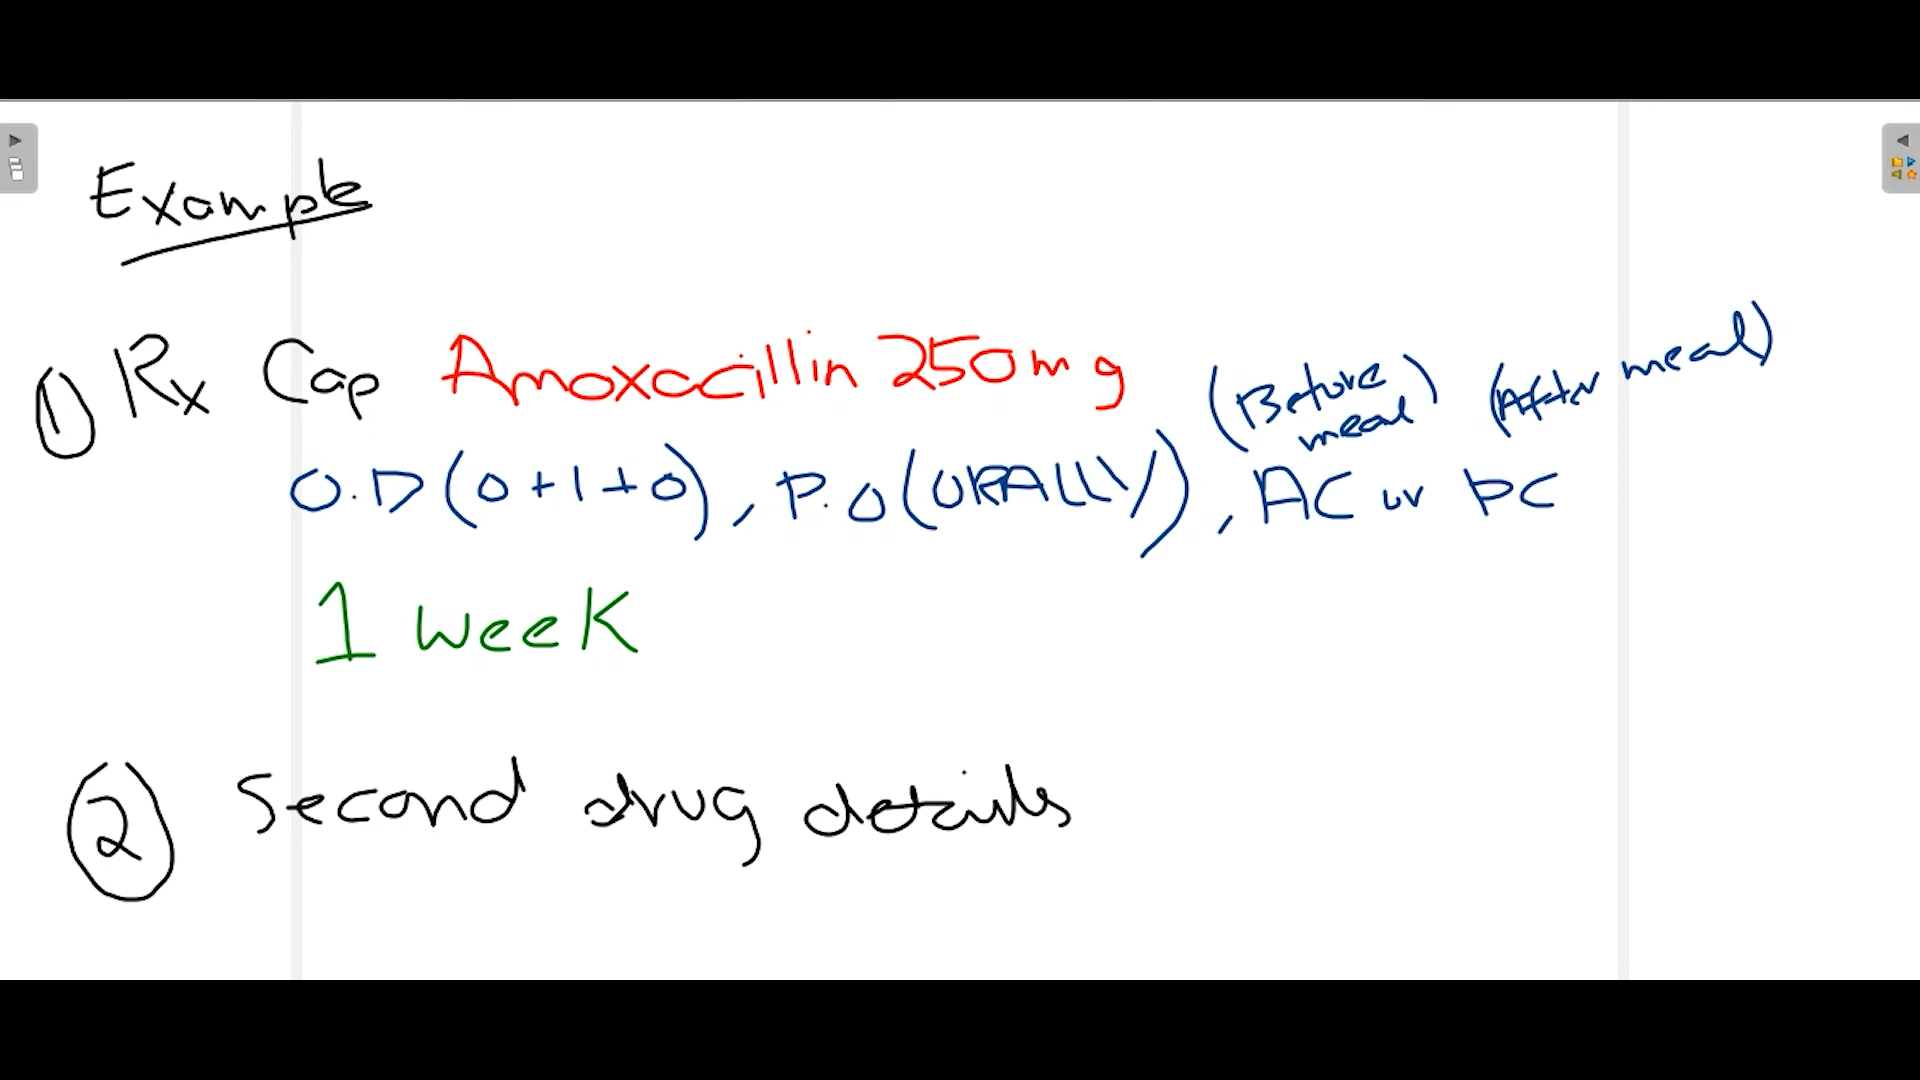 Example
(Before meal) (After meal)
1) Rx Cap Amoxacillin 250mg
O.D (0+1+0), P.O (ORALLY), AC or PC
1 week
2 Second drug details